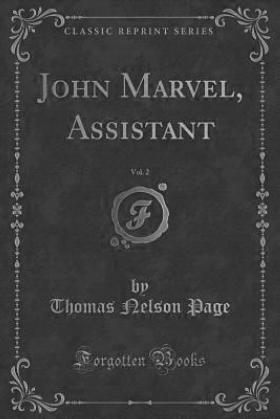 CLASSIC REPRINT SERIES
JOHN MARVEL,
ASSISTANT
Vol. 2
F
by
Thomas Nelson Page
Forgotten Books